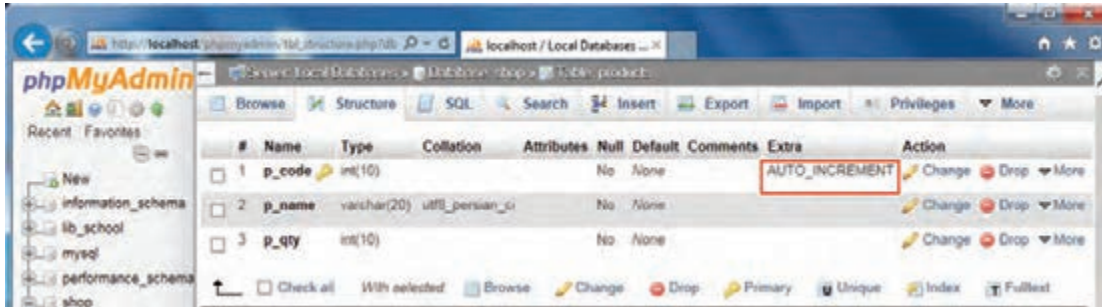 http://localhost/phpmyadmin/tbl_structure.php?db
localhost / Local Databases ...
phpMyAdmin
Server: Local Databases » Database: shop » Table: products
Browse Structure SQL Search Insert Export Import Privileges More
Recent Favorites
# Name Type Collation Attributes Null Default Comments Extra Action
1 p_code int(10) No None AUTO_INCREMENT Change Drop More
New
2 p_name varchar(20) utf8_persian_ci No None Change Drop More
information_schema
lib_school
3 p_qty int(10) No None Change Drop More
mysql
performance_schema
Check all With selected Browse Change Drop Primary Unique Index Fulltext
shop